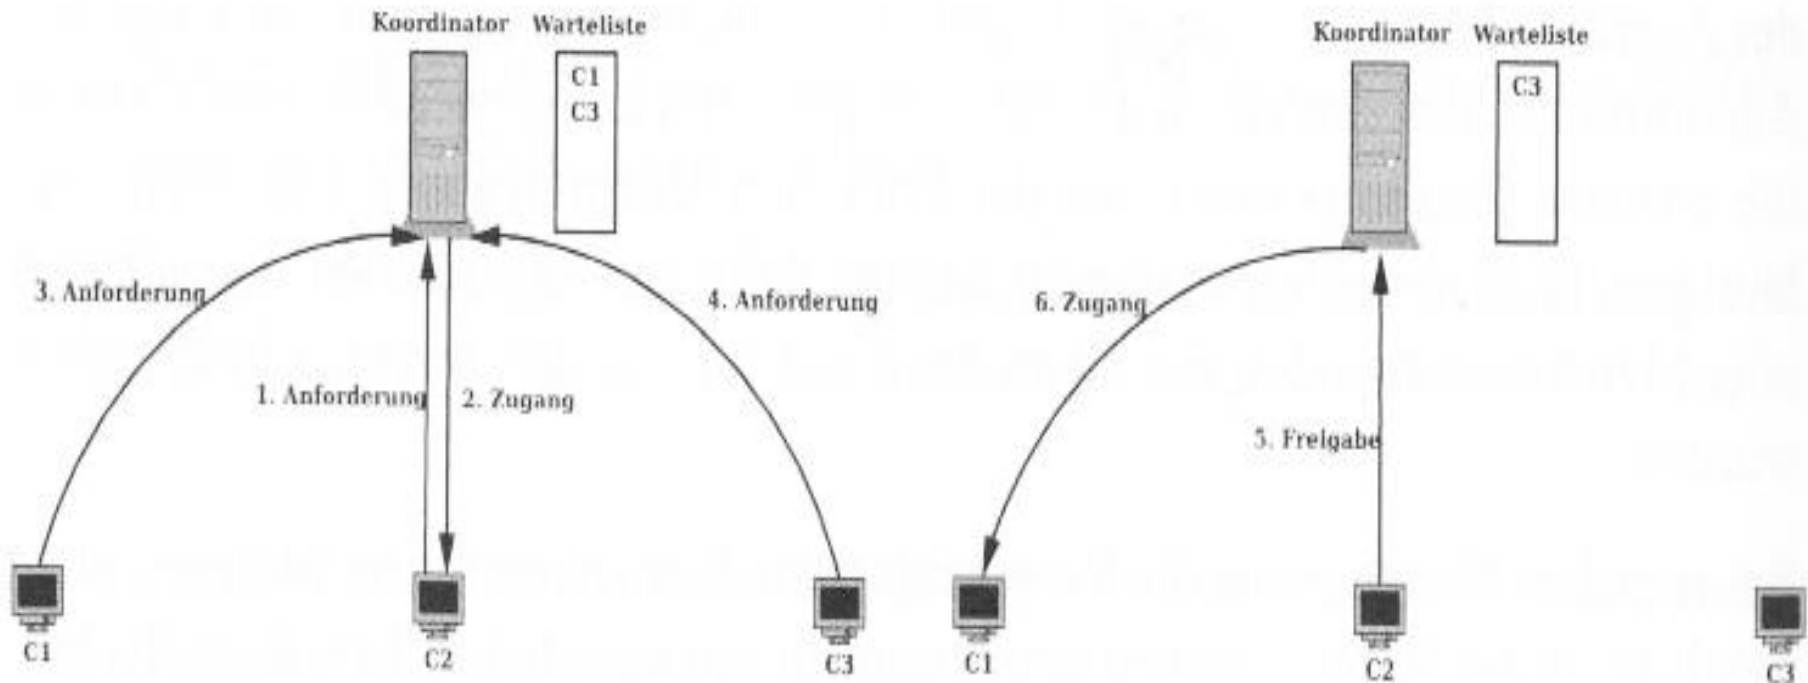 Koordinator Warteliste
C1
C3
3. Anforderung
4. Anforderung
1. Anforderung
2. Zugang
C1
C2
C3
Koordinator Warteliste
C3
6. Zugang
5. Freigabe
C1
C2
C3